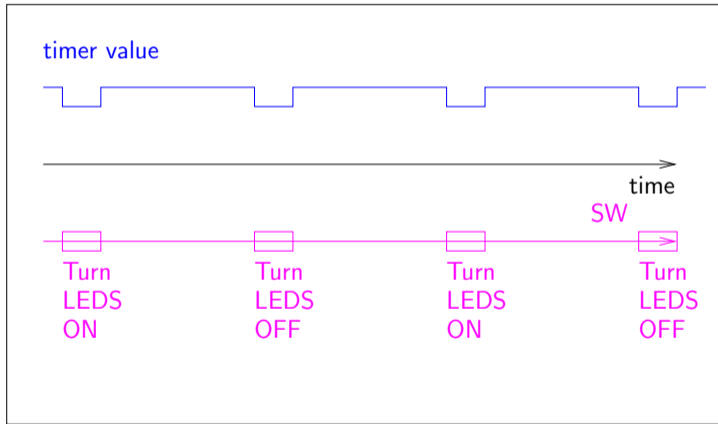 timer value
time
SW
Turn
LEDS
ON
Turn
LEDS
OFF
Turn
LEDS
ON
Turn
LEDS
OFF